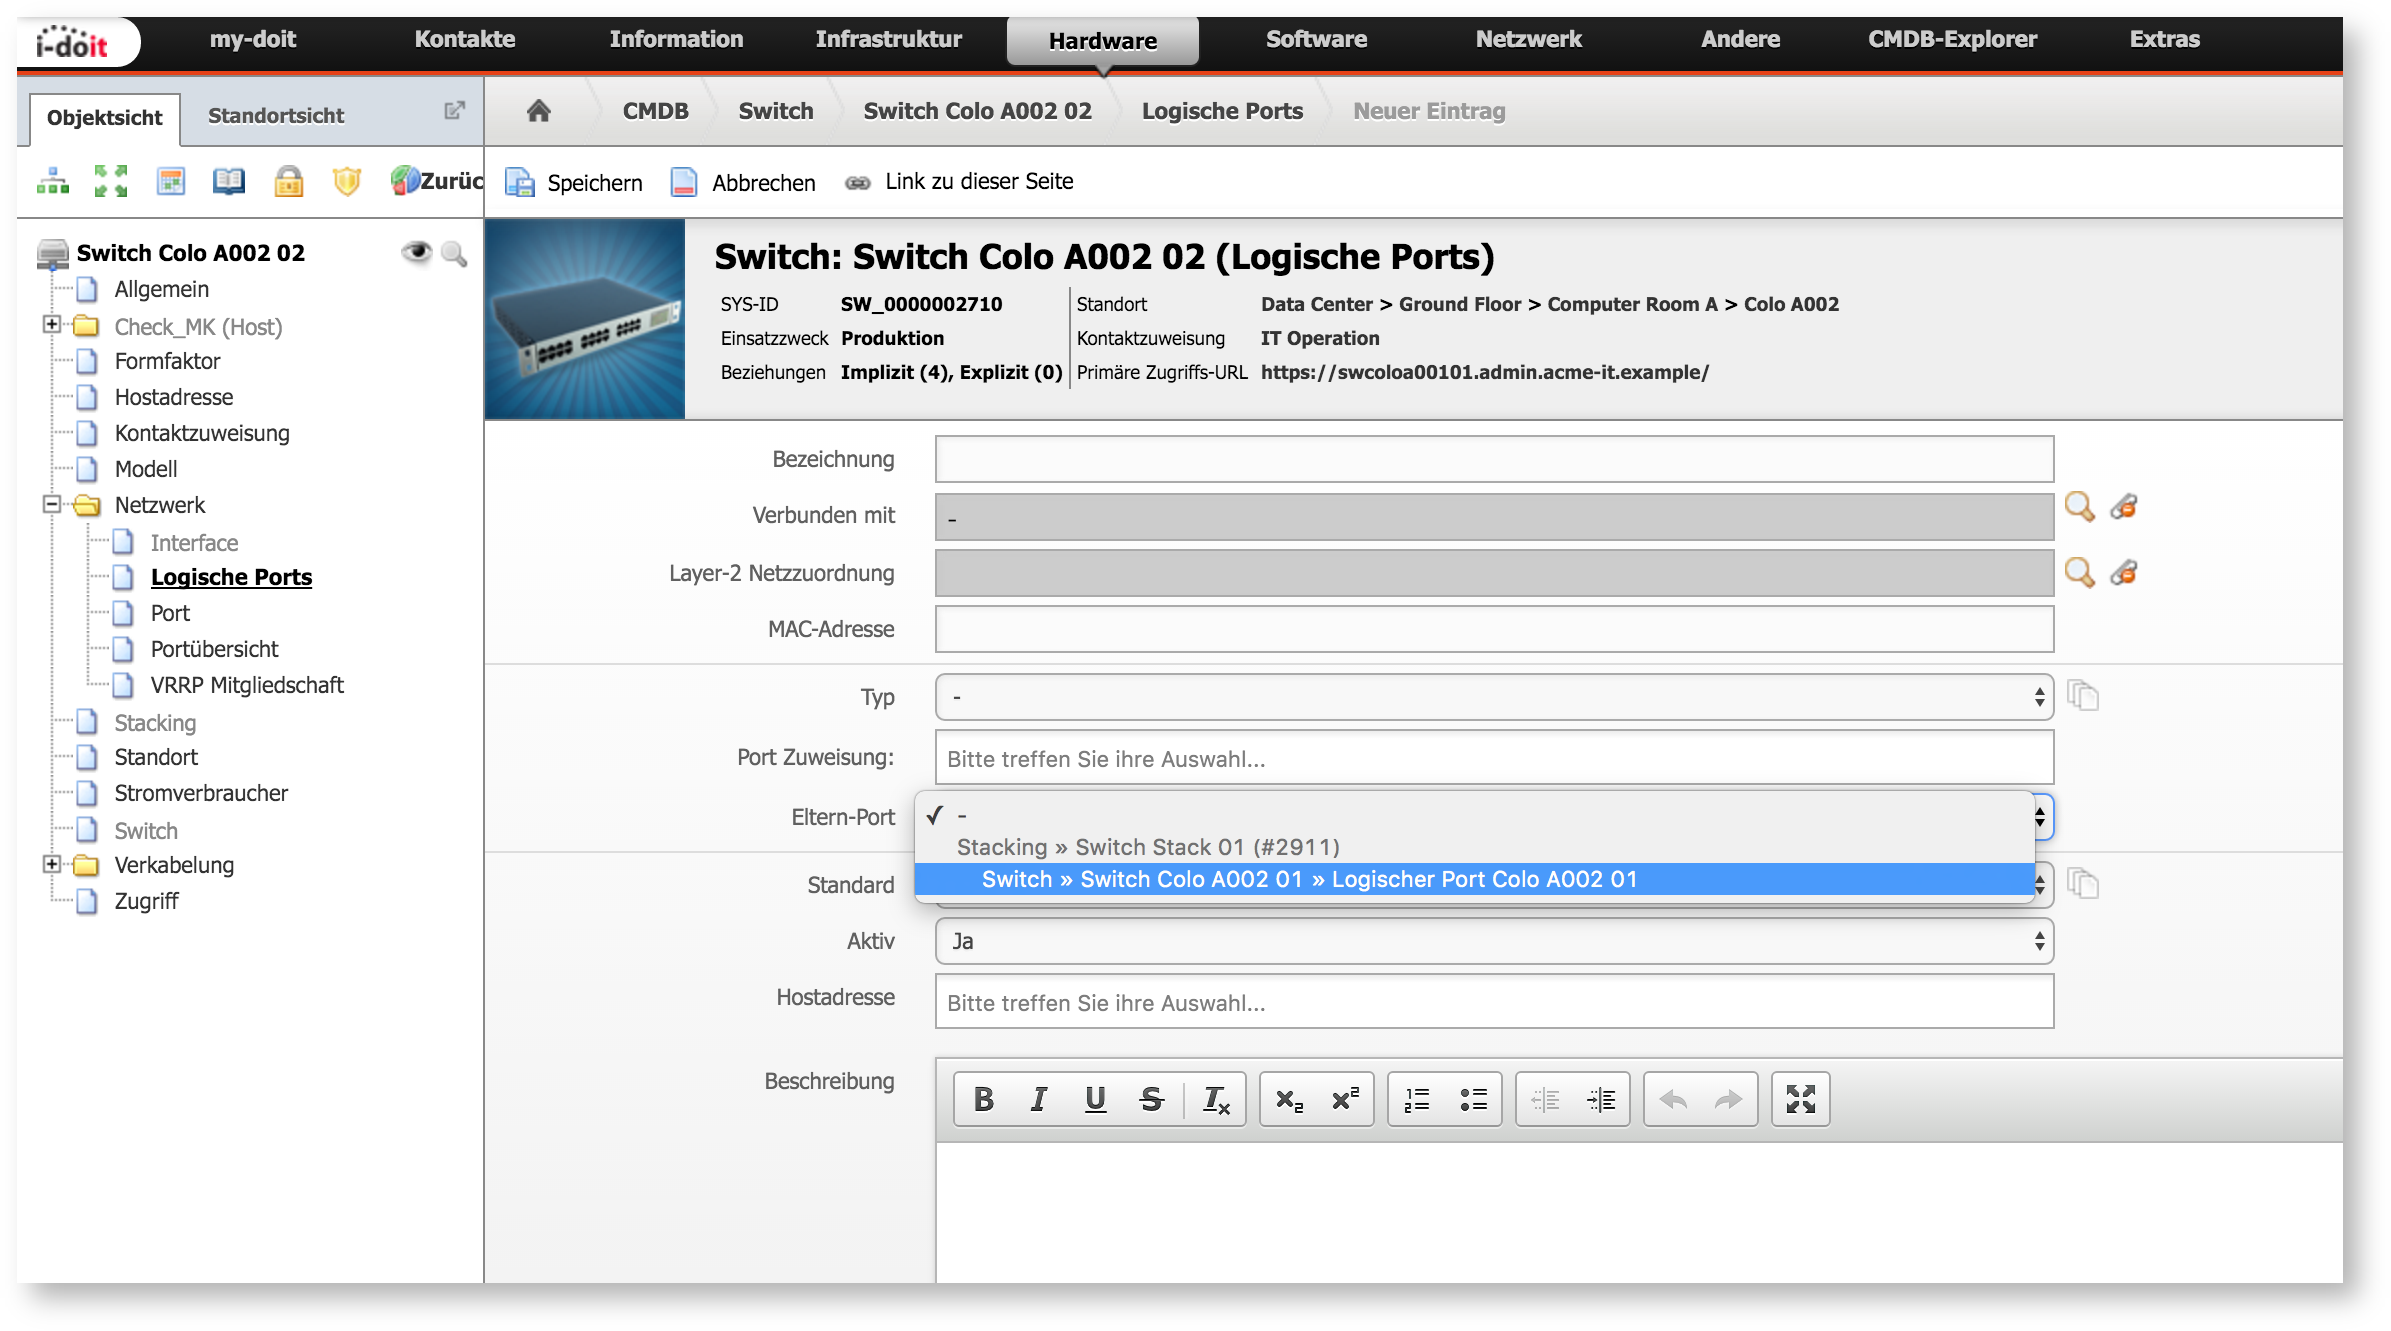 i-doit my-doit Kontakte Information Infrastruktur Hardware Software Netzwerk Andere CMDB-Explorer Extras
Objektsicht Standortsicht
CMDB Switch Switch Colo A002 02 Logische Ports Neuer Eintrag
Zurüc
Speichern Abbrechen Link zu dieser Seite
Switch Colo A002 02
Allgemein
Check_MK (Host)
Formfaktor
Hostadresse
Kontaktzuweisung
Modell
Netzwerk
Interface
Logische Ports
Port
Portübersicht
VRRP Mitgliedschaft
Stacking
Standort
Stromverbraucher
Switch
Verkabelung
Zugriff
Switch: Switch Colo A002 02 (Logische Ports)
SYS-ID SW_0000002710 Standort Data Center > Ground Floor > Computer Room A > Colo A002
Einsatzzweck Produktion Kontaktzuweisung IT Operation
Beziehungen Implizit (4), Explizit (0) Primäre Zugriffs-URL https://swcoloa00101.admin.acme-it.example/
Bezeichnung
Verbunden mit -
Layer-2 Netzzuordnung
MAC-Adresse
Typ -
Port Zuweisung: Bitte treffen Sie ihre Auswahl...
Eltern-Port ✓ -
Stacking » Switch Stack 01 (#2911)
Standard Switch » Switch Colo A002 01 » Logischer Port Colo A002 01
Aktiv Ja
Hostadresse Bitte treffen Sie ihre Auswahl...
Beschreibung B I U S Tx x2 x²